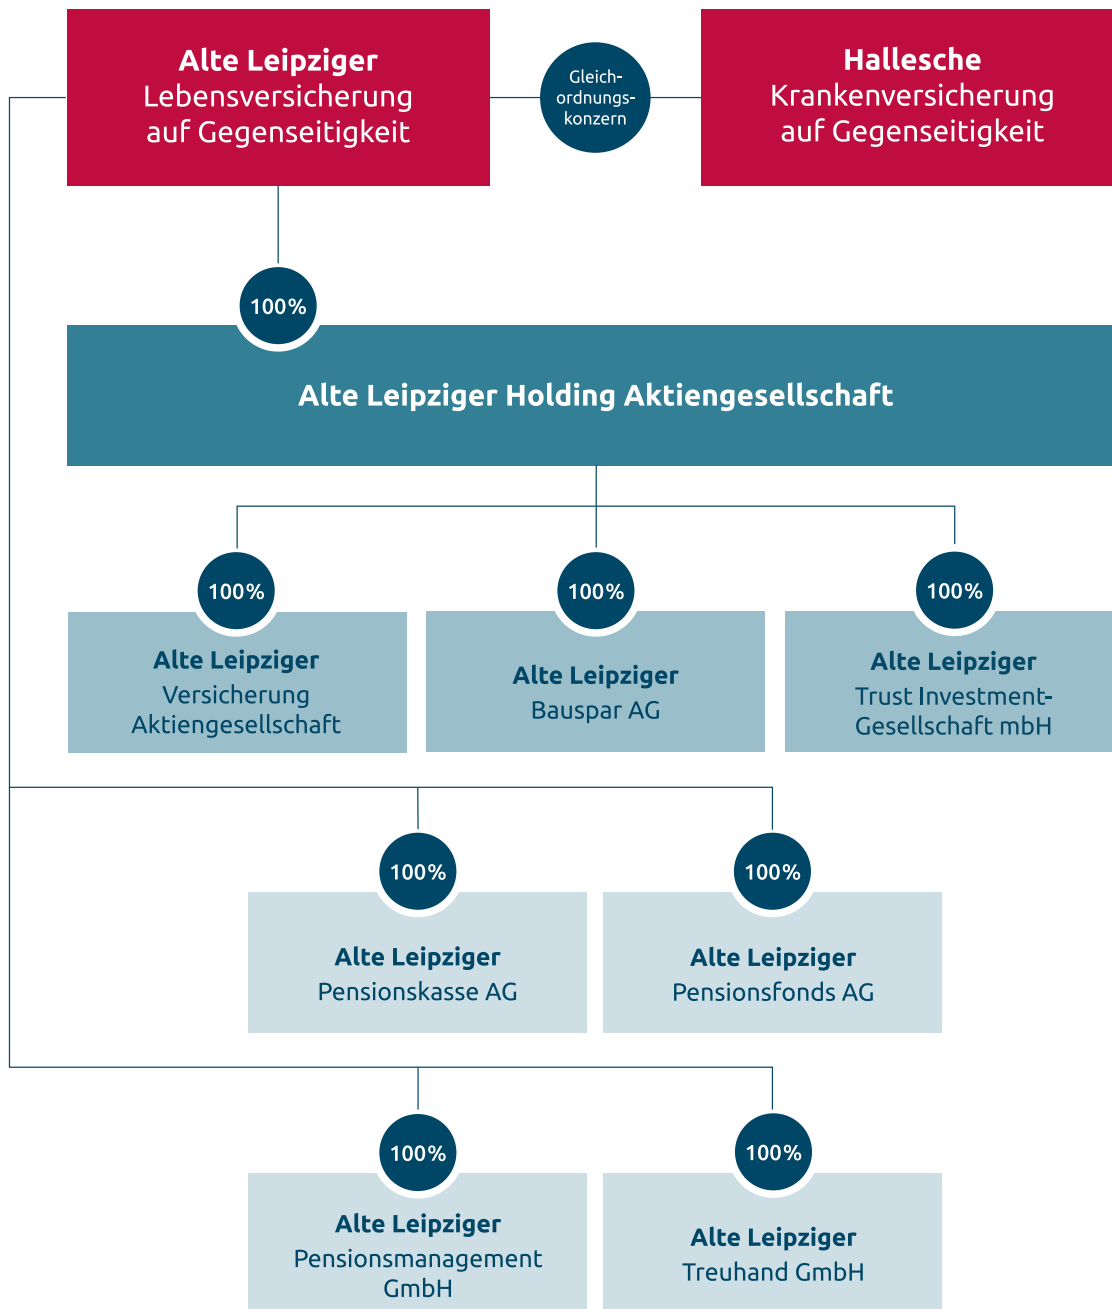 Alte Leipziger
Lebensversicherung
auf Gegenseitigkeit
Gleich-
ordnungs-
konzern
Hallesche
Krankenversicherung
auf Gegenseitigkeit
100%
Alte Leipziger Holding Aktiengesellschaft
100%
Alte Leipziger
Versicherung
Aktiengesellschaft
100%
Alte Leipziger
Bauspar AG
100%
Alte Leipziger
Trust Investment-
Gesellschaft mbH
100%
Alte Leipziger
Pensionskasse AG
100%
Alte Leipziger
Pensionsfonds AG
100%
Alte Leipziger
Pensionsmanagement
GmbH
100%
Alte Leipziger
Treuhand GmbH